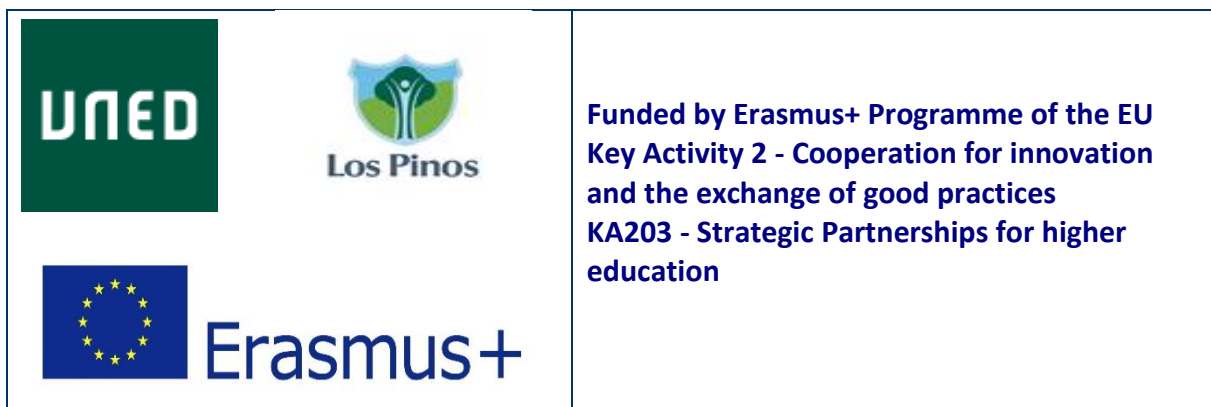 UNED
Los Pinos
Erasmus+
Funded by Erasmus+ Programme of the EU
Key Activity 2 - Cooperation for innovation
and the exchange of good practices
KA203 - Strategic Partnerships for higher
education